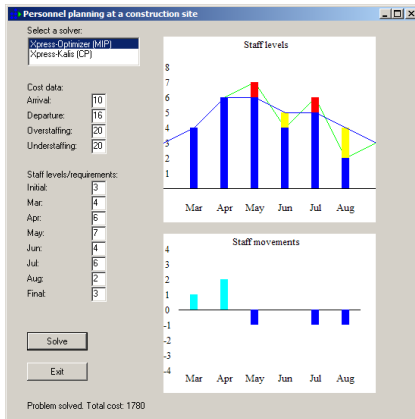 Personnel planning at a construction site
Select a solver:
Xpress-Optimizer (MIP)
Xpress-Kalis (CP)
Cost data:
Arrival: 10
Departure: 16
Overstaffing: 20
Understaffing: 20
Staff levels/requirements:
Initial: 3
Mar: 4
Apr: 6
May: 7
Jun: 4
Jul: 6
Aug: 2
Final: 3
Solve
Exit
Problem solved. Total cost: 1780
Staff levels
8
7
6
5
4
3
2
1
Mar Apr May Jun Jul Aug
Staff movements
4
3
2
1
0
-1
-2
-3
-4
Mar Apr May Jun Jul Aug